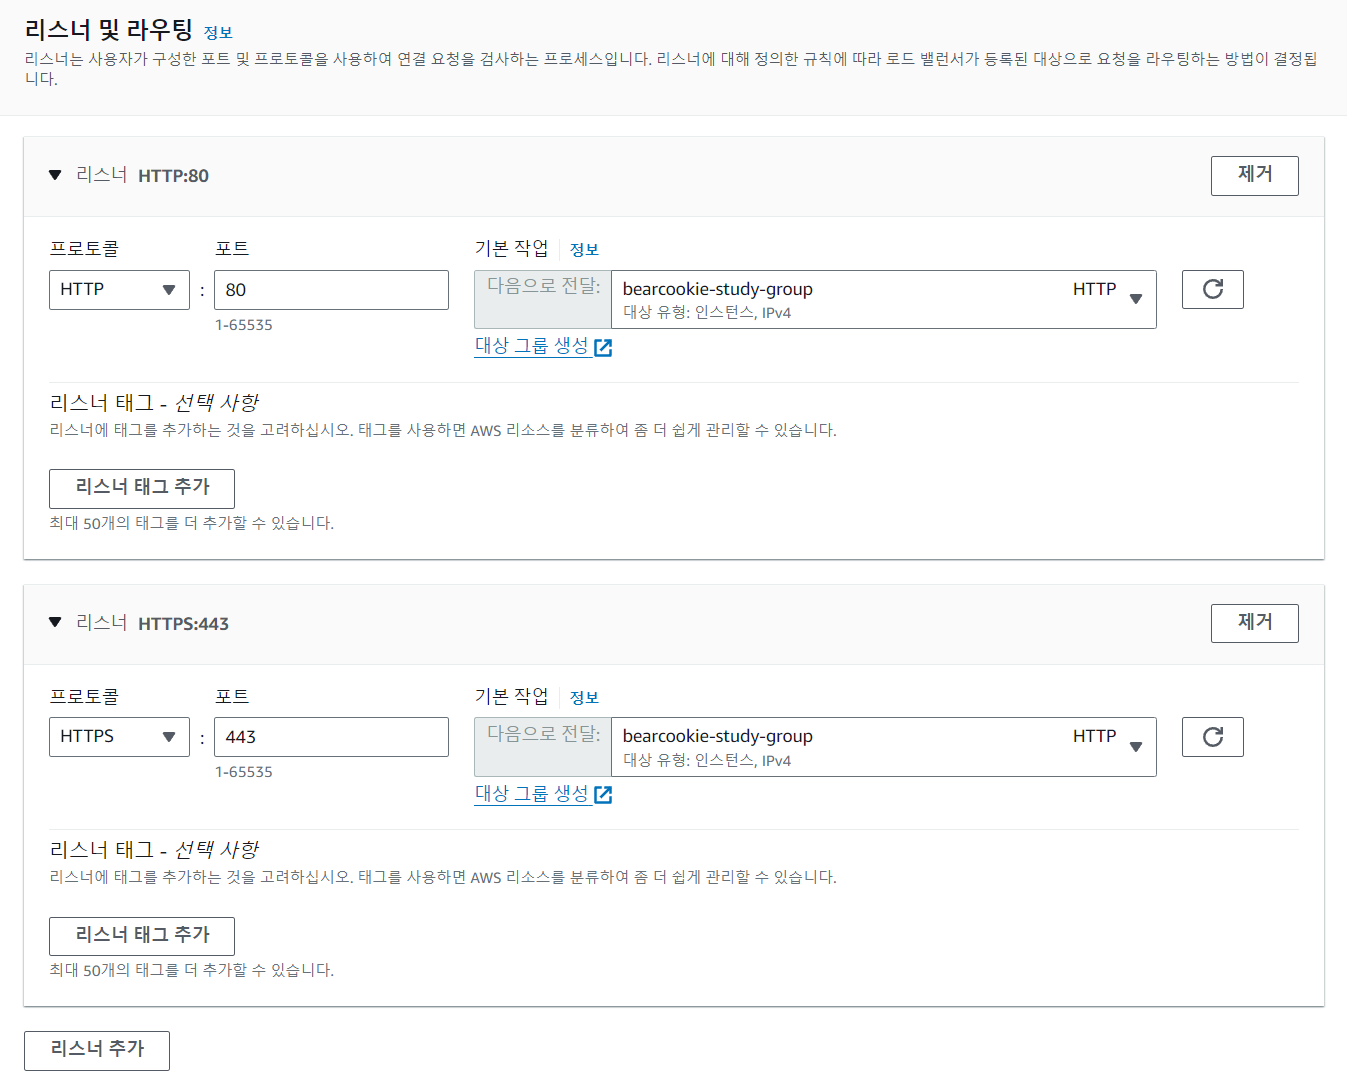 리스너 및 라우팅 정보
리스너는 사용자가 구성한 포트 및 프로토콜을 사용하여 연결 요청을 검사하는 프로세스입니다. 리스너에 대해 정의한 규칙에 따라 로드 밸런서가 등록된 대상으로 요청을 라우팅하는 방법이 결정됩
니다.
리스너 HTTP:80
제거
프로토콜 포트 기본 작업 정보
HTTP : 80 다음으로 전달: bearcookie-study-group HTTP
대상 유형: 인스턴스, IPv4
1-65535
대상 그룹 생성
리스너 태그 - 선택 사항
리스너에 태그를 추가하는 것을 고려하십시오. 태그를 사용하면 AWS 리소스를 분류하여 좀 더 쉽게 관리할 수 있습니다.
리스너 태그 추가
최대 50개의 태그를 더 추가할 수 있습니다.
리스너 HTTPS:443
제거
프로토콜 포트 기본 작업 정보
HTTPS : 443 다음으로 전달: bearcookie-study-group HTTP
대상 유형: 인스턴스, IPv4
1-65535
대상 그룹 생성
리스너 태그 - 선택 사항
리스너에 태그를 추가하는 것을 고려하십시오. 태그를 사용하면 AWS 리소스를 분류하여 좀 더 쉽게 관리할 수 있습니다.
리스너 태그 추가
최대 50개의 태그를 더 추가할 수 있습니다.
리스너 추가